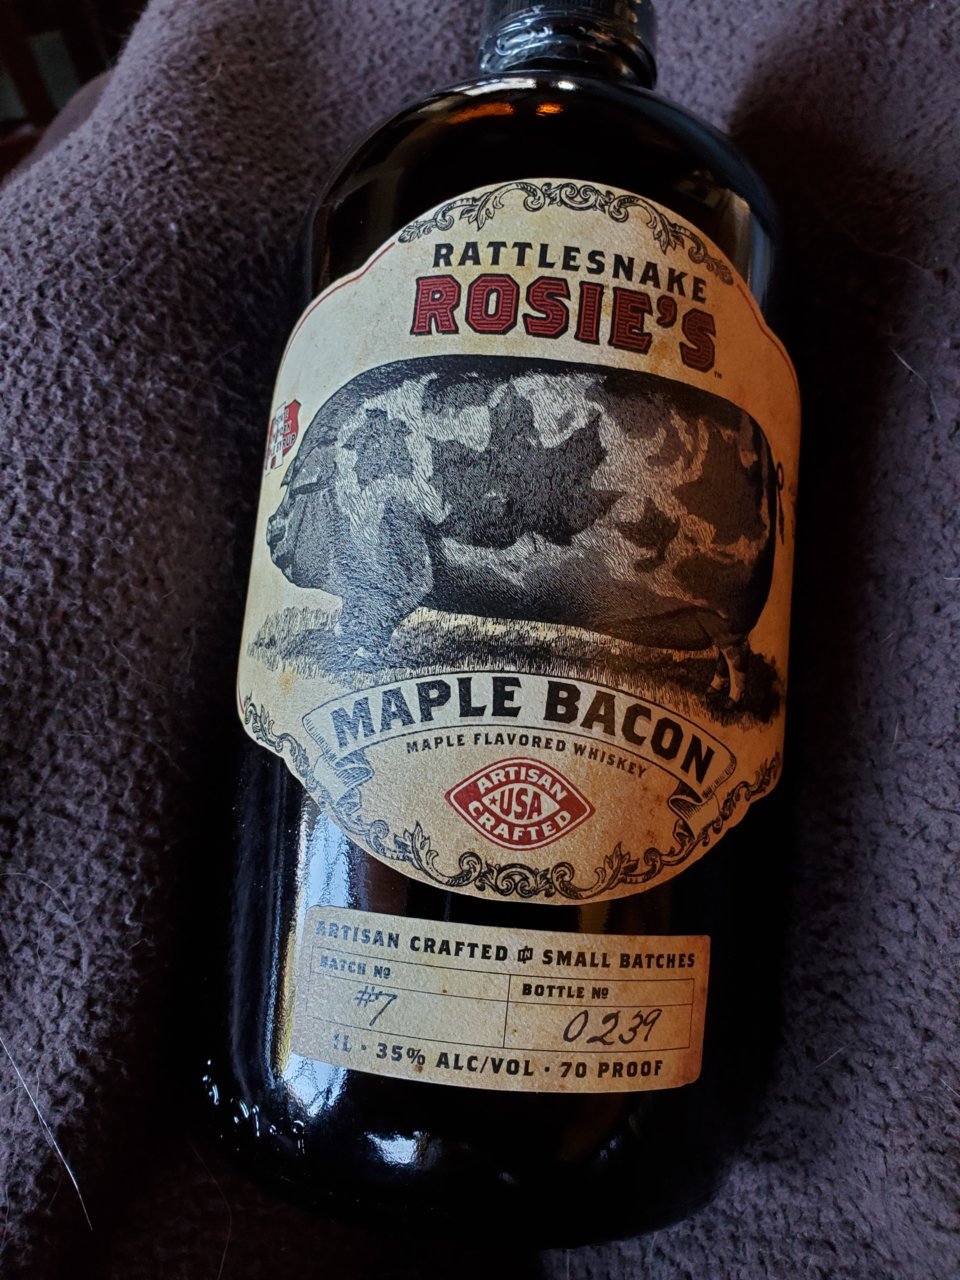 RATTLESNAKE
ROSIE'S™
MAPLE BACON
MAPLE FLAVORED WHISKEY
ARTISAN
USA
CRAFTED
ARTISAN CRAFTED IN SMALL BATCHES
BATCH Nº
#7
BOTTLE Nº
0239
1L · 35% ALC/VOL · 70 PROOF